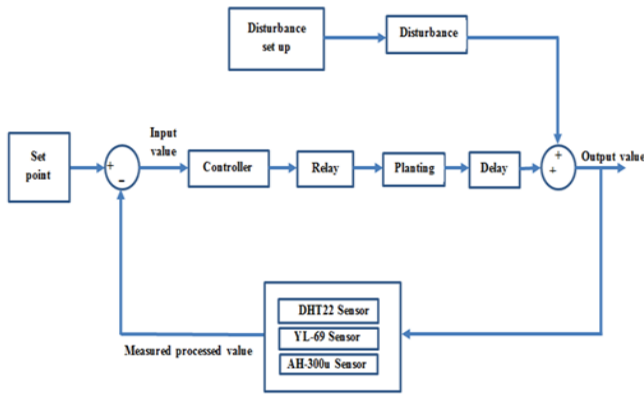 Disturbance
set up
Disturbance
Set
point
+
-
Input
value
Controller
Relay
Planting
Delay
+
+
Output value
DHT22 Sensor
YL-69 Sensor
AH-300u Sensor
Measured processed value